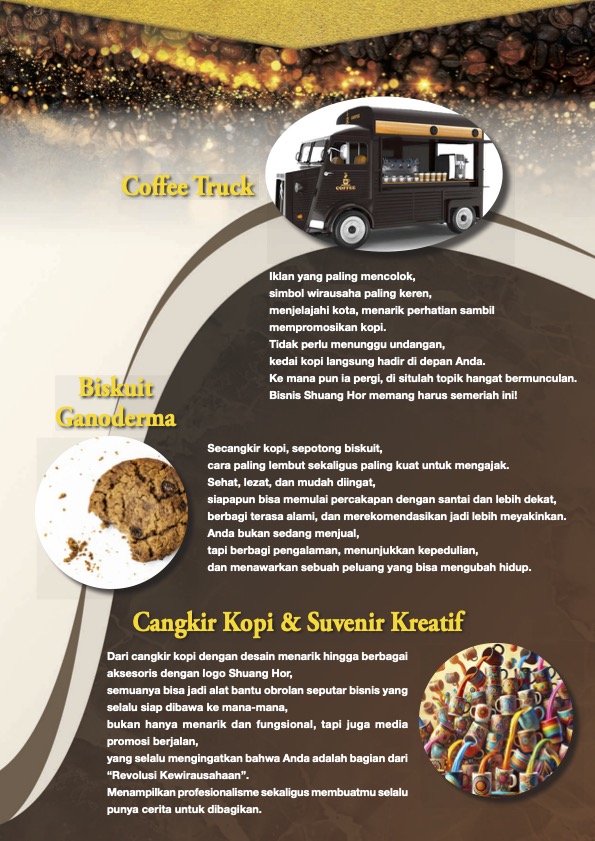 Coffee Truck
COFFEE
Iklan yang paling mencolok,
simbol wirausaha paling keren,
menjelajahi kota, menarik perhatian sambil
mempromosikan kopi.
Tidak perlu menunggu undangan,
kedai kopi langsung hadir di depan Anda.
Ke mana pun ia pergi, di situlah topik hangat bermunculan.
Bisnis Shuang Hor memang harus semeriah ini!
Biskuit
Ganoderma
Secangkir kopi, sepotong biskuit,
cara paling lembut sekaligus paling kuat untuk mengajak.
Sehat, lezat, dan mudah diingat,
siapapun bisa memulai percakapan dengan santai dan lebih dekat,
berbagi terasa alami, dan merekomendasikan jadi lebih meyakinkan.
Anda bukan sedang menjual,
tapi berbagi pengalaman, menunjukkan kepedulian,
dan menawarkan sebuah peluang yang bisa mengubah hidup.
Cangkir Kopi & Suvenir Kreatif
Dari cangkir kopi dengan desain menarik hingga berbagai
aksesoris dengan logo Shuang Hor,
semuanya bisa jadi alat bantu obrolan seputar bisnis yang
selalu siap dibawa ke mana-mana,
bukan hanya menarik dan fungsional, tapi juga media
promosi berjalan,
yang selalu mengingatkan bahwa Anda adalah bagian dari
“Revolusi Kewirausahaan”.
Menampilkan profesionalisme sekaligus membuatmu selalu
punya cerita untuk dibagikan.